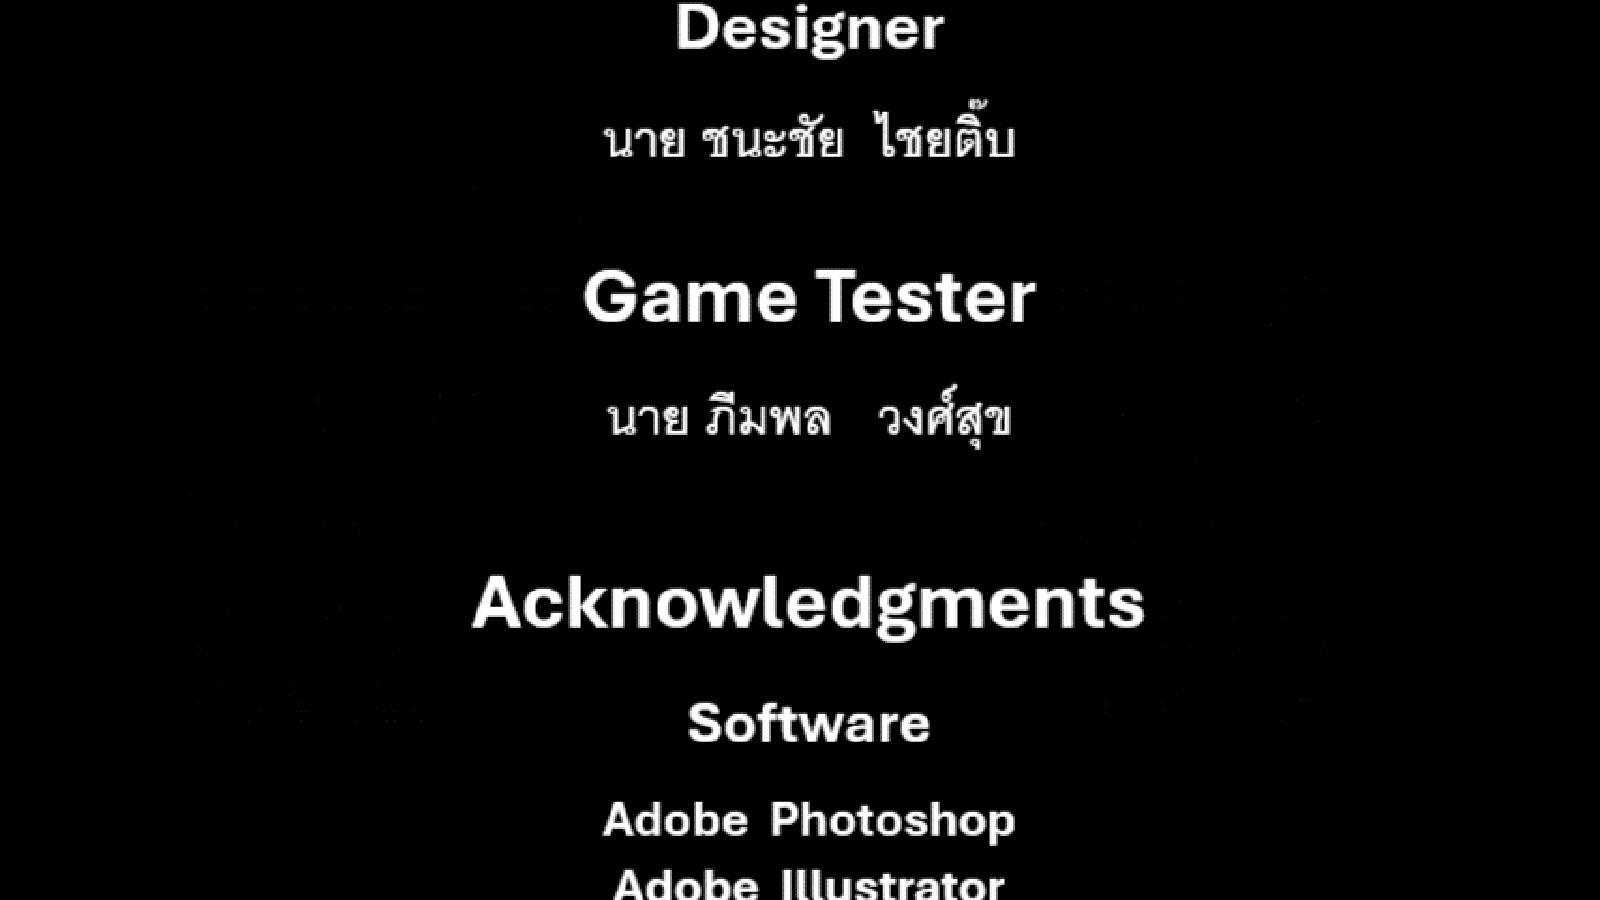 Designer
นาย ชนะชัย ไชยติ๊บ
Game Tester
นาย ภีมพล วงศ์สุข
Acknowledgments
Software
Adobe Photoshop
Adobe Illustrator